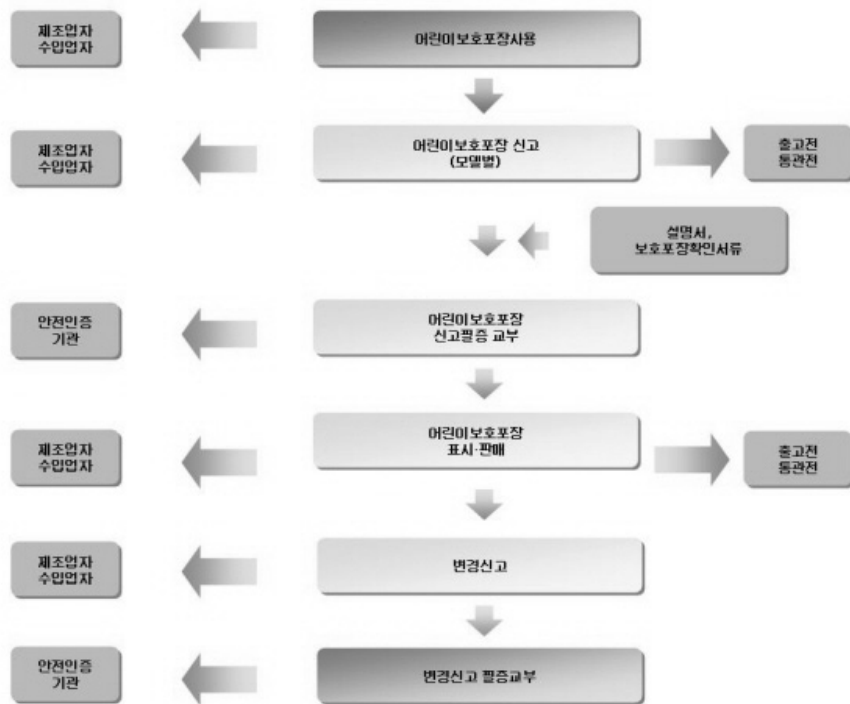 제조업자
수입업자
어린이보호포장사용
제조업자
수입업자
어린이보호포장 신고
(모델별)
출고전
통관전
설명서,
보호포장확인서류
안전인증
기관
어린이보호포장
신고필증 교부
제조업자
수입업자
어린이보호포장
표시·판매
출고전
통관전
제조업자
수입업자
변경신고
안전인증
기관
변경신고 필증교부